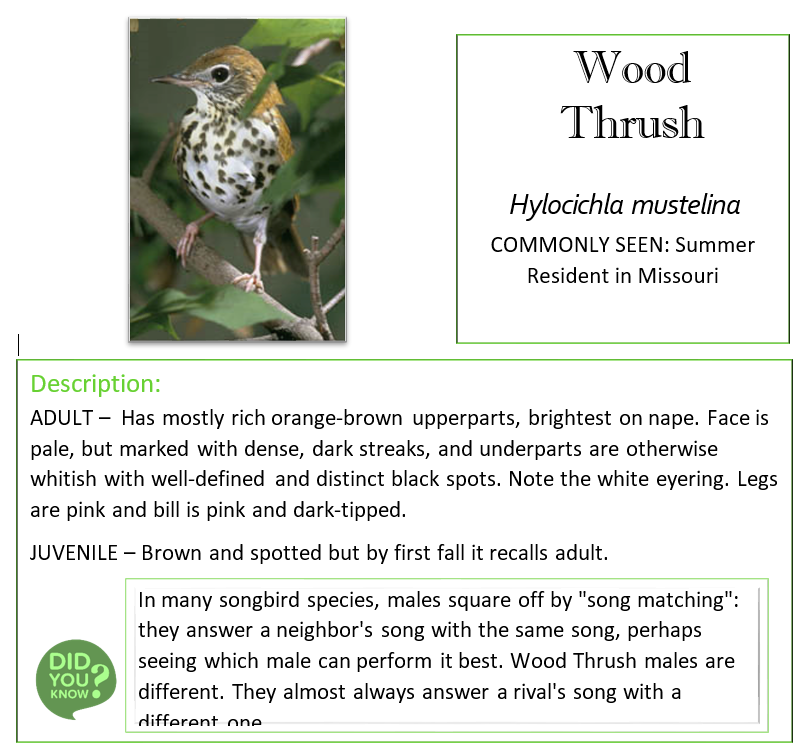 Wood
Thrush
Hylocichla mustelina
COMMONLY SEEN: Summer
Resident in Missouri
Description:
ADULT – Has mostly rich orange-brown upperparts, brightest on nape. Face is
pale, but marked with dense, dark streaks, and underparts are otherwise
whitish with well-defined and distinct black spots. Note the white eyering. Legs
are pink and bill is pink and dark-tipped.
JUVENILE – Brown and spotted but by first fall it recalls adult.
In many songbird species, males square off by "song matching":
they answer a neighbor's song with the same song, perhaps
seeing which male can perform it best. Wood Thrush males are
different. They almost always answer a rival's song with a
different one
DID
YOU
KNOW?